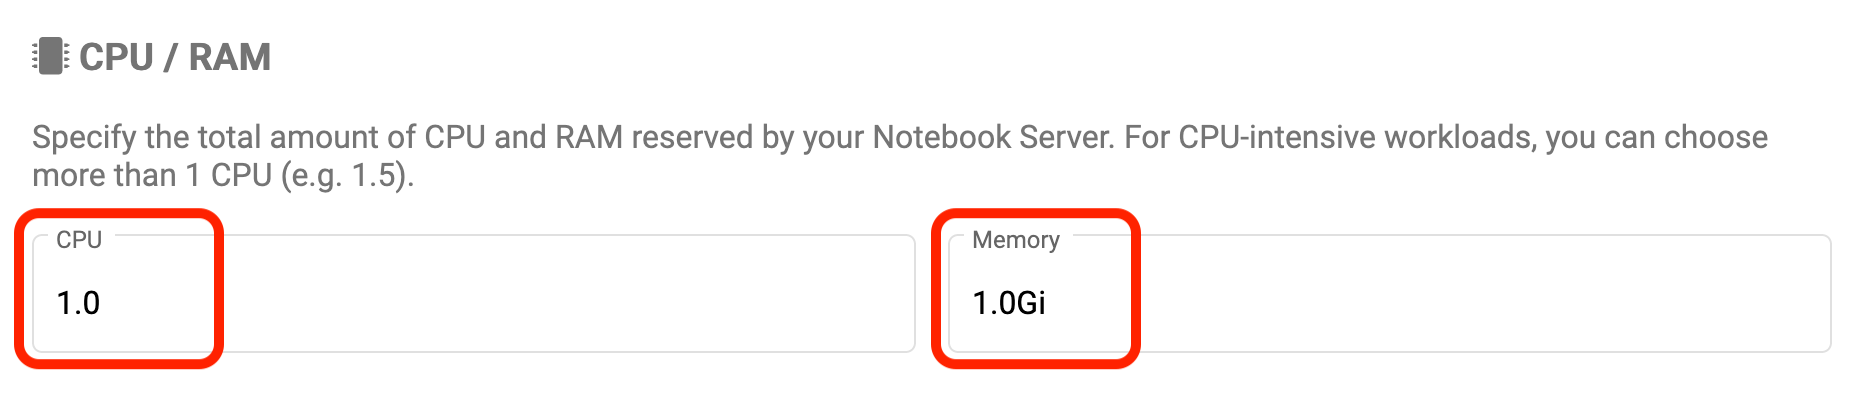 CPU / RAM
Specify the total amount of CPU and RAM reserved by your Notebook Server. For CPU-intensive workloads, you can choose
more than 1 CPU (e.g. 1.5).
CPU
1.0
Memory
1.0Gi